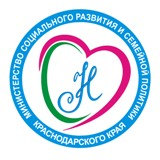 МИНИСТЕРСТВО СОЦИАЛЬНОГО РАЗВИТИЯ И СЕМЕЙНОЙ ПОЛИТИКИ
КРАСНОДАРСКОГО КРАЯ
Н